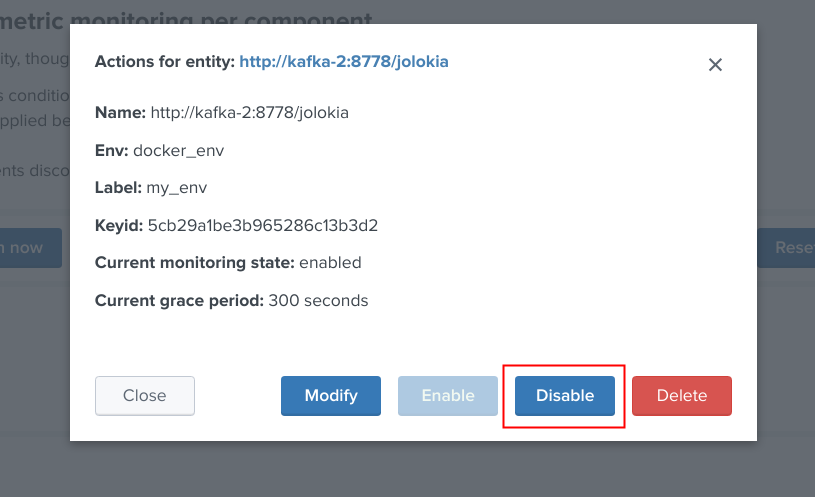 metric monitoring per component
Actions for entity: http://kafka-2:8778/jolokia
ity, thoug
Name: http://kafka-2:8778/jolokia
s conditio
pplied be
Env: docker_env
ents disco
Label: my_env
Keyid: 5cb29a1be3b965286c13b3d2
now
Rese
Current monitoring state: enabled
Current grace period: 300 seconds
Close
Modify
Enable
Disable
Delete